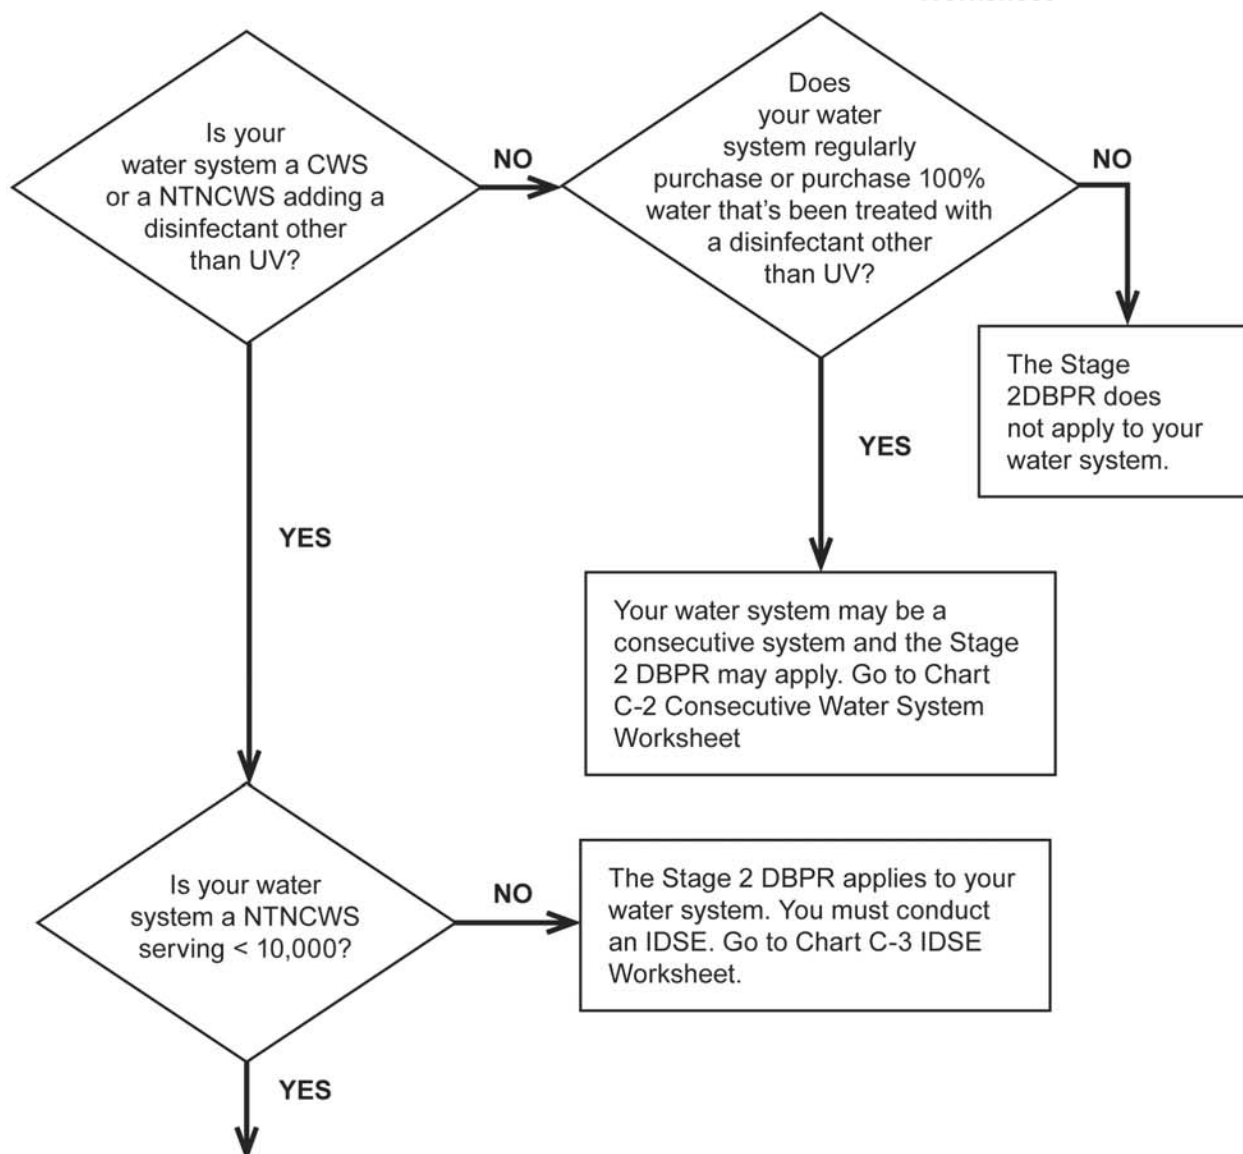 Is your
water system a CWS
or a NTNCWS adding a
disinfectant other
than UV?
NO
Does
your water
system regularly
purchase or purchase 100%
water that's been treated with
a disinfectant other
than UV?
NO
The Stage
2DBPR does
not apply to your
water system.
YES
YES
Your water system may be a
consecutive system and the Stage
2 DBPR may apply. Go to Chart
C-2 Consecutive Water System
Worksheet
Is your water
system a NTNCWS
serving < 10,000?
NO
The Stage 2 DBPR applies to your
water system. You must conduct
an IDSE. Go to Chart C-3 IDSE
Worksheet.
YES